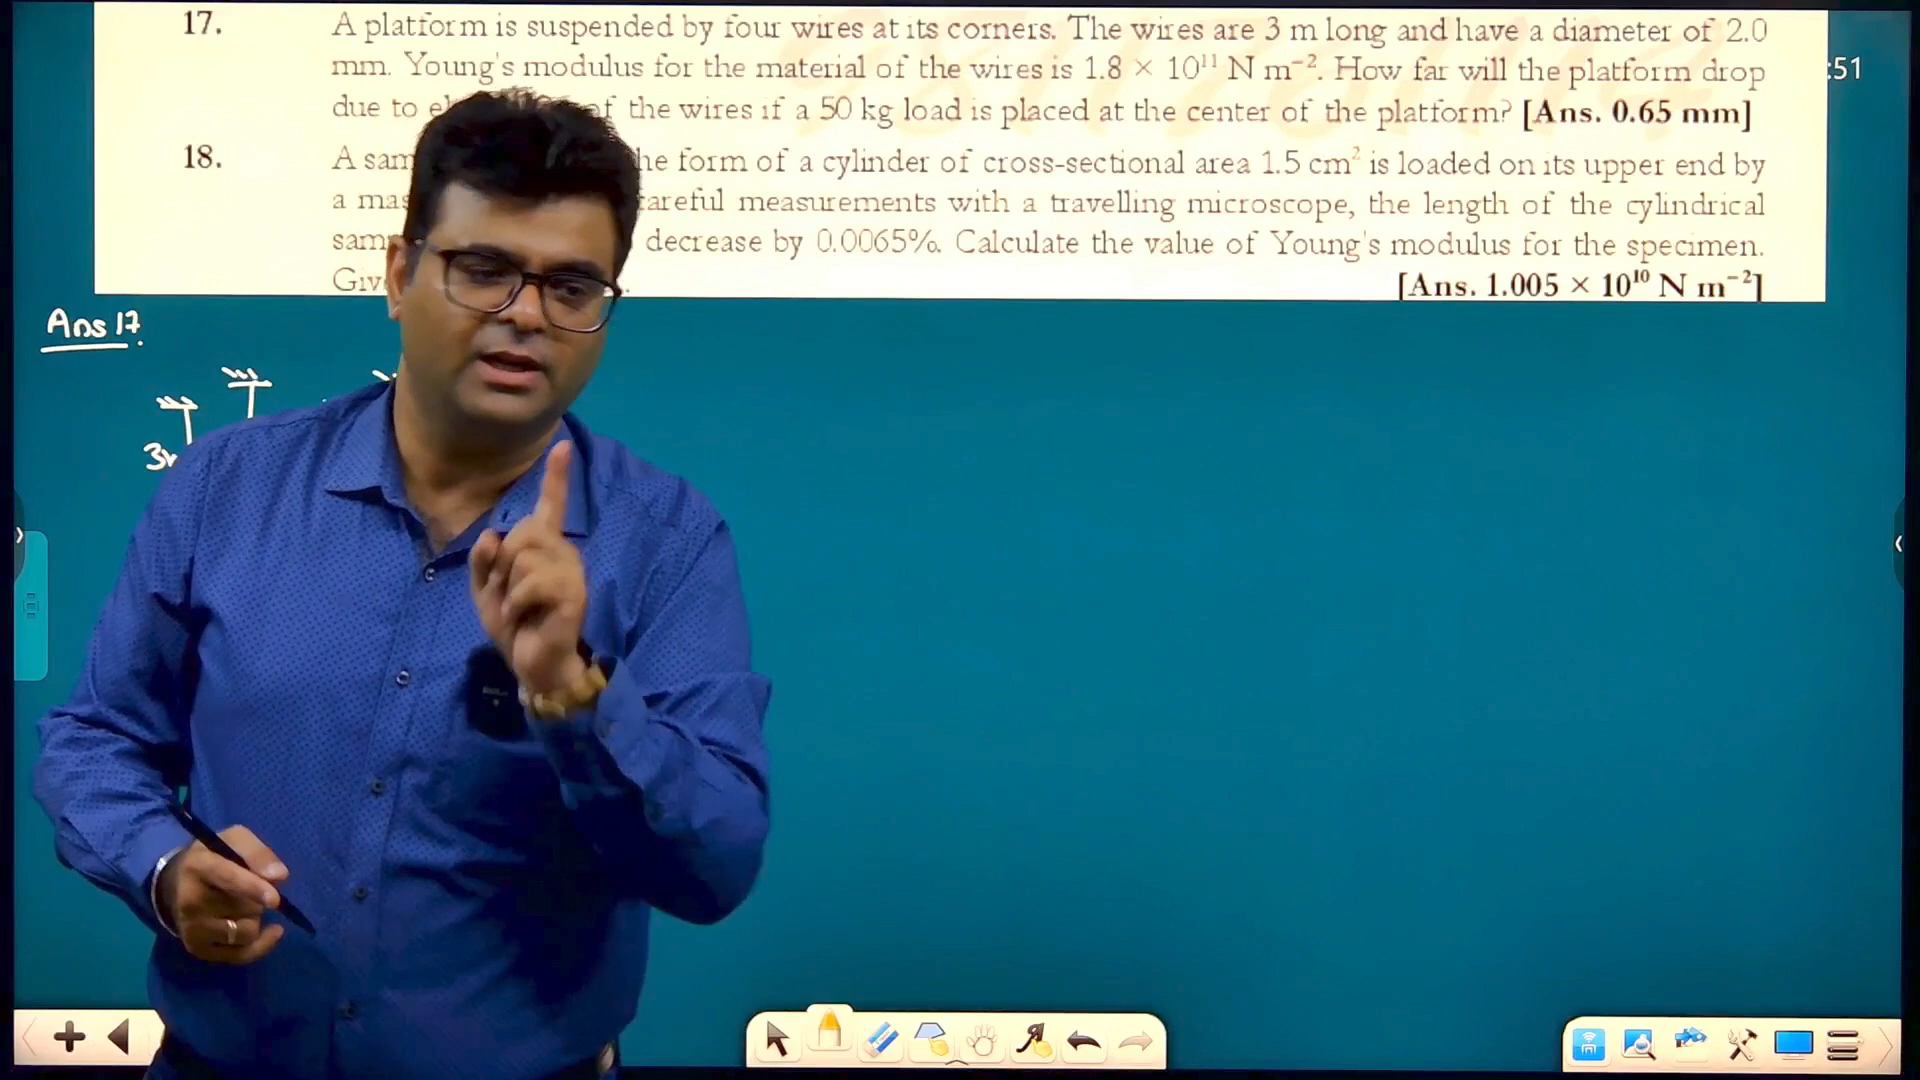 17. A platform is suspended by four wires at its corners. The wires are 3 m long and have a diameter of 2.0
mm. Young's modulus for the material of the wires is 1.8 × 10¹¹ N m⁻². How far will the platform drop
due to of the wires if a 50 kg load is placed at the center of the platform? [Ans. 0.65 mm]
:51
18. A form of a cylinder of cross-sectional area 1.5 cm² is loaded on its upper end by
a careful measurements with a travelling microscope, the length of the cylindrical
decrease by 0.0065%. Calculate the value of Young's modulus for the specimen.
[Ans. 1.005 × 10¹⁰ N m⁻²]
Ans 17.